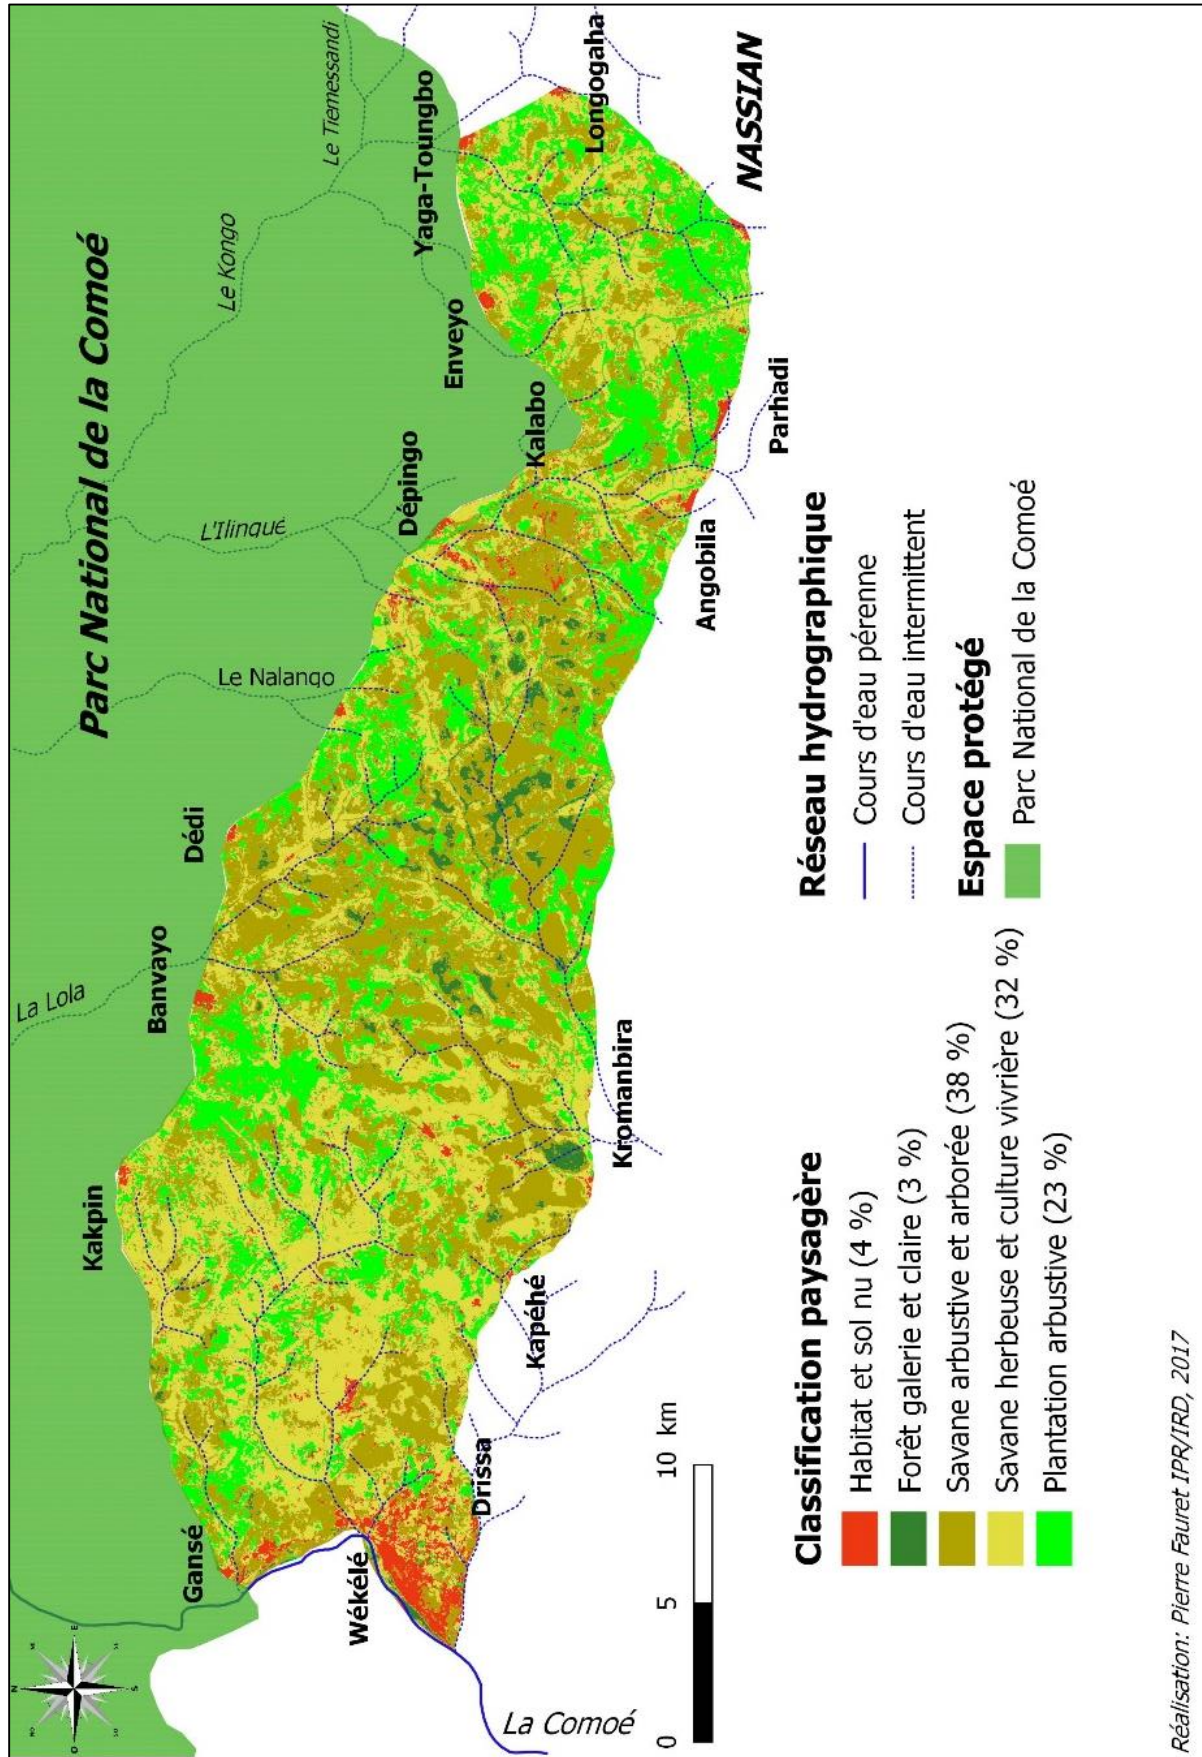 Parc National de la Comoé
Le Tiemessandi
Le Kongo
L'Ilinqué
Le Nalanqo
La Lola
N
E
S
O
Kakpin
Banvayo
Dédi
Dépingo
Enveyo
Yaga-Toungbo
Gansé
Kalabo
Longogaha
Wékélé
Drissa
Kapéhé
Kromanbira
Angobila
Parhadi
NASSIAN
La Comoé
0 5 10 km
Classification paysagère
Habitat et sol nu (4 %)
Forêt galerie et claire (3 %)
Savane arbustive et arborée (38 %)
Savane herbeuse et culture vivrière (32 %)
Plantation arbustive (23 %)
Réseau hydrographique
Cours d'eau pérenne
Cours d'eau intermittent
Espace protégé
Parc National de la Comoé
Réalisation: Pierre Fauret IPR/IRD, 2017